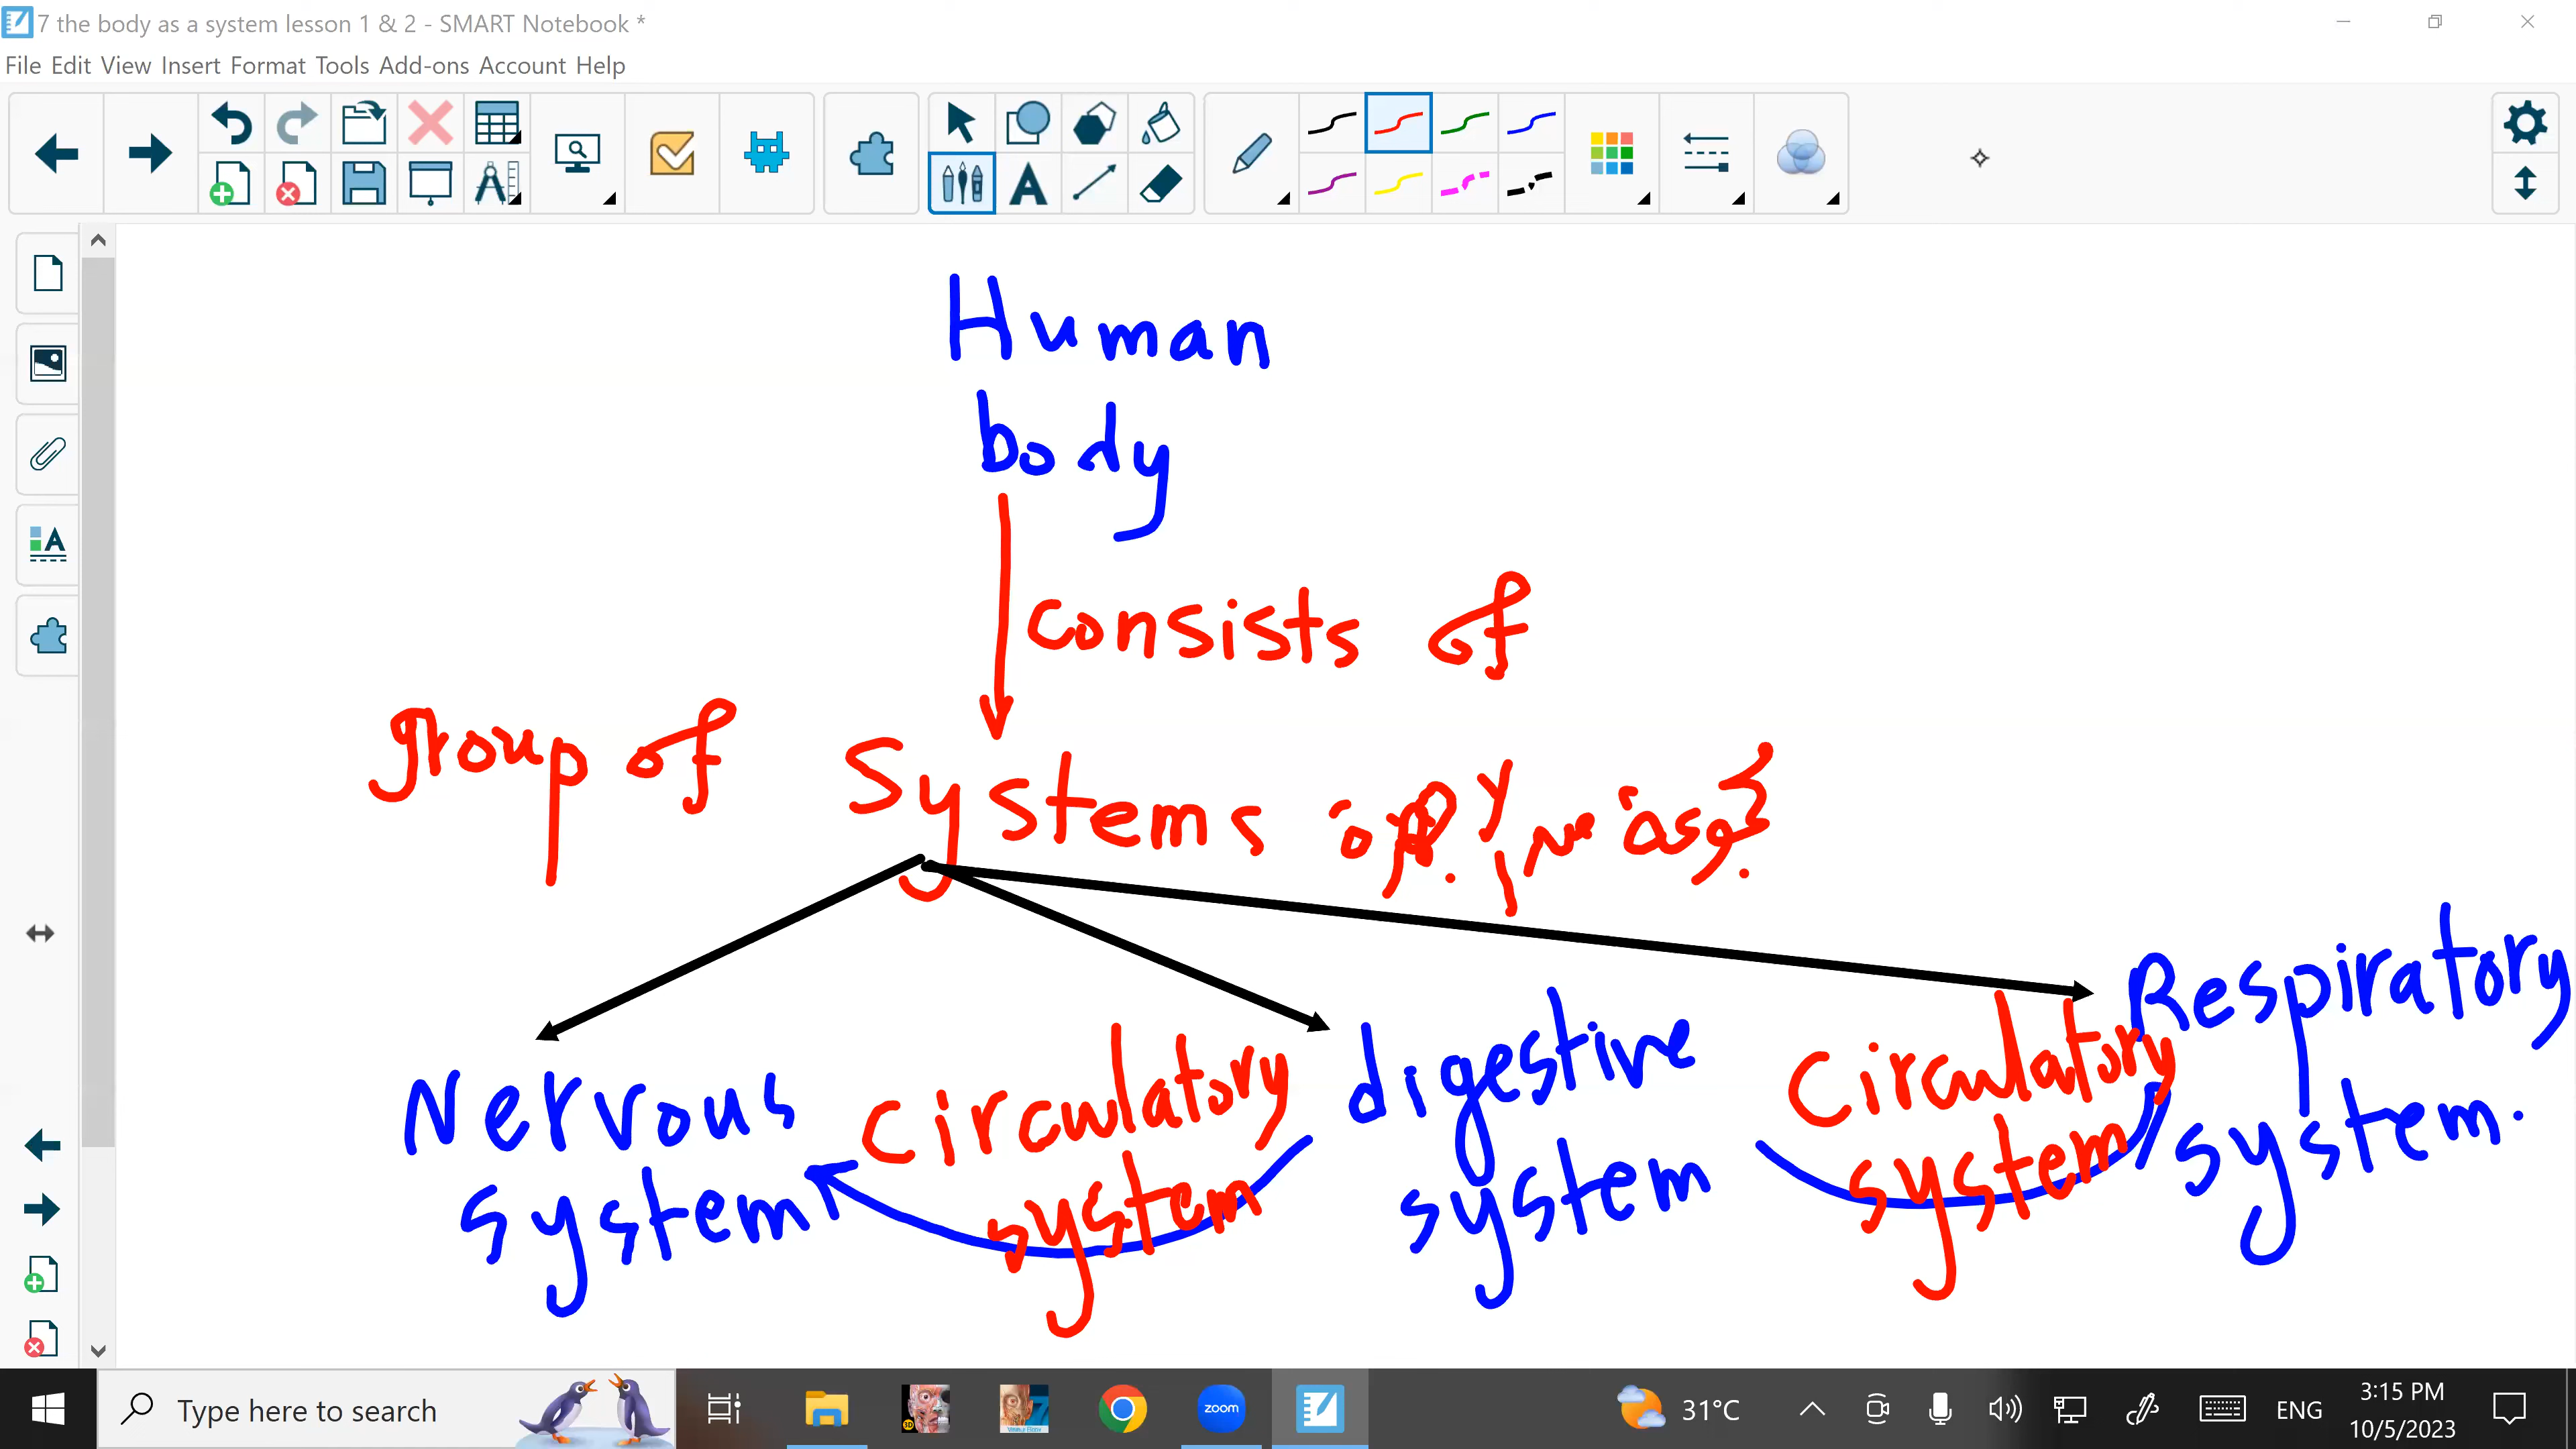 7 the body as a system lesson 1 & 2 - SMART Notebook *
File Edit View Insert Format Tools Add-ons Account Help
Human
body
consists of
group of Systems
Nervous
system
Circulatory
system
digestive
system
Circulatory
system
Respiratory
system.
Type here to search
zoom
31°C
ENG
3:15 PM
10/5/2023